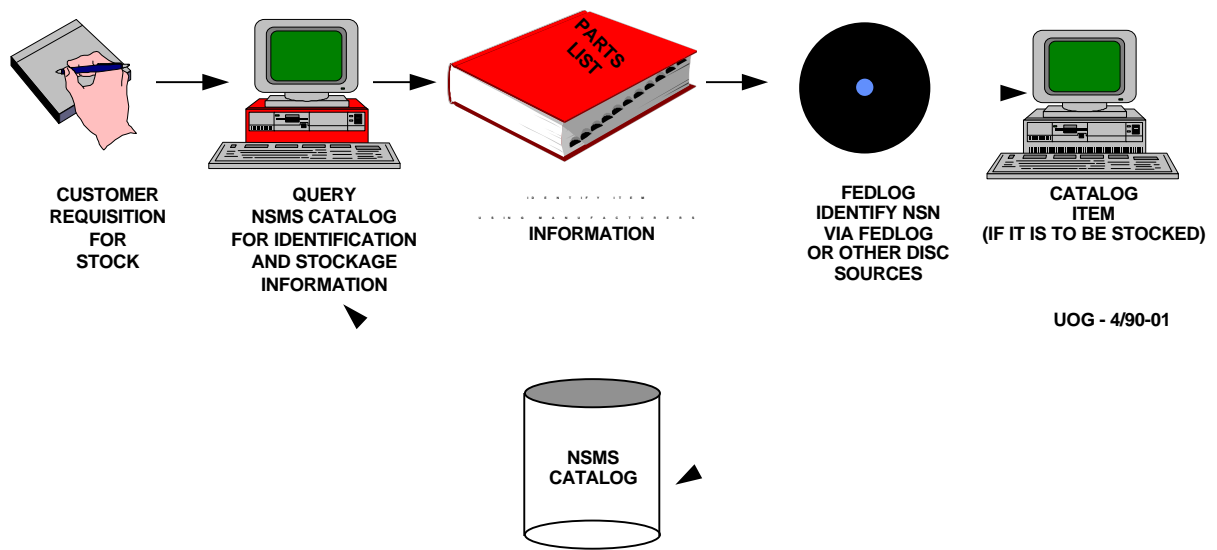 PARTS
LIST
CUSTOMER
REQUISITION
FOR
STOCK
QUERY
NSMS CATALOG
FOR IDENTIFICATION
AND STOCKAGE
INFORMATION
INFORMATION
FEDLOG
IDENTIFY NSN
VIA FEDLOG
OR OTHER DISC
SOURCES
CATALOG
ITEM
(IF IT IS TO BE STOCKED)
UOG - 4/90-01
NSMS
CATALOG